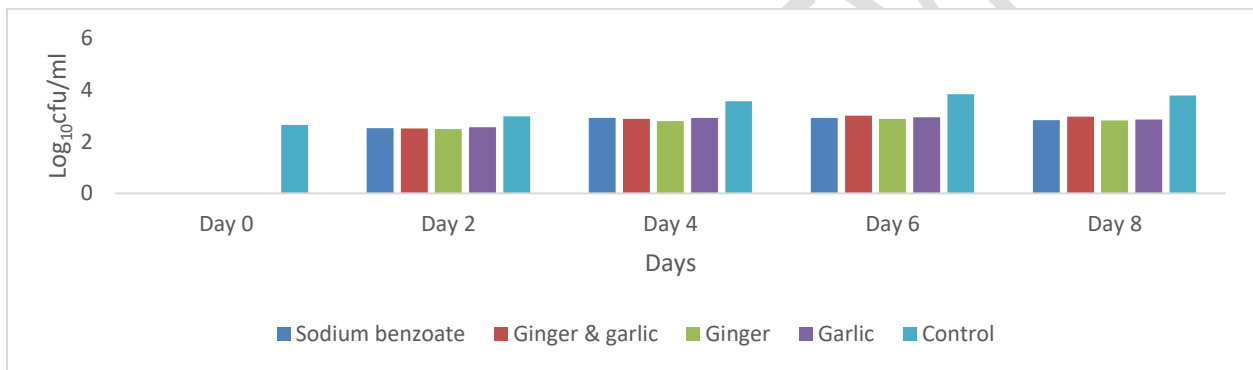 6
4
2
0
Log₁₀cfu/ml
Day 0 Day 2 Day 4 Day 6 Day 8
Days
Sodium benzoate Ginger & garlic Ginger Garlic Control